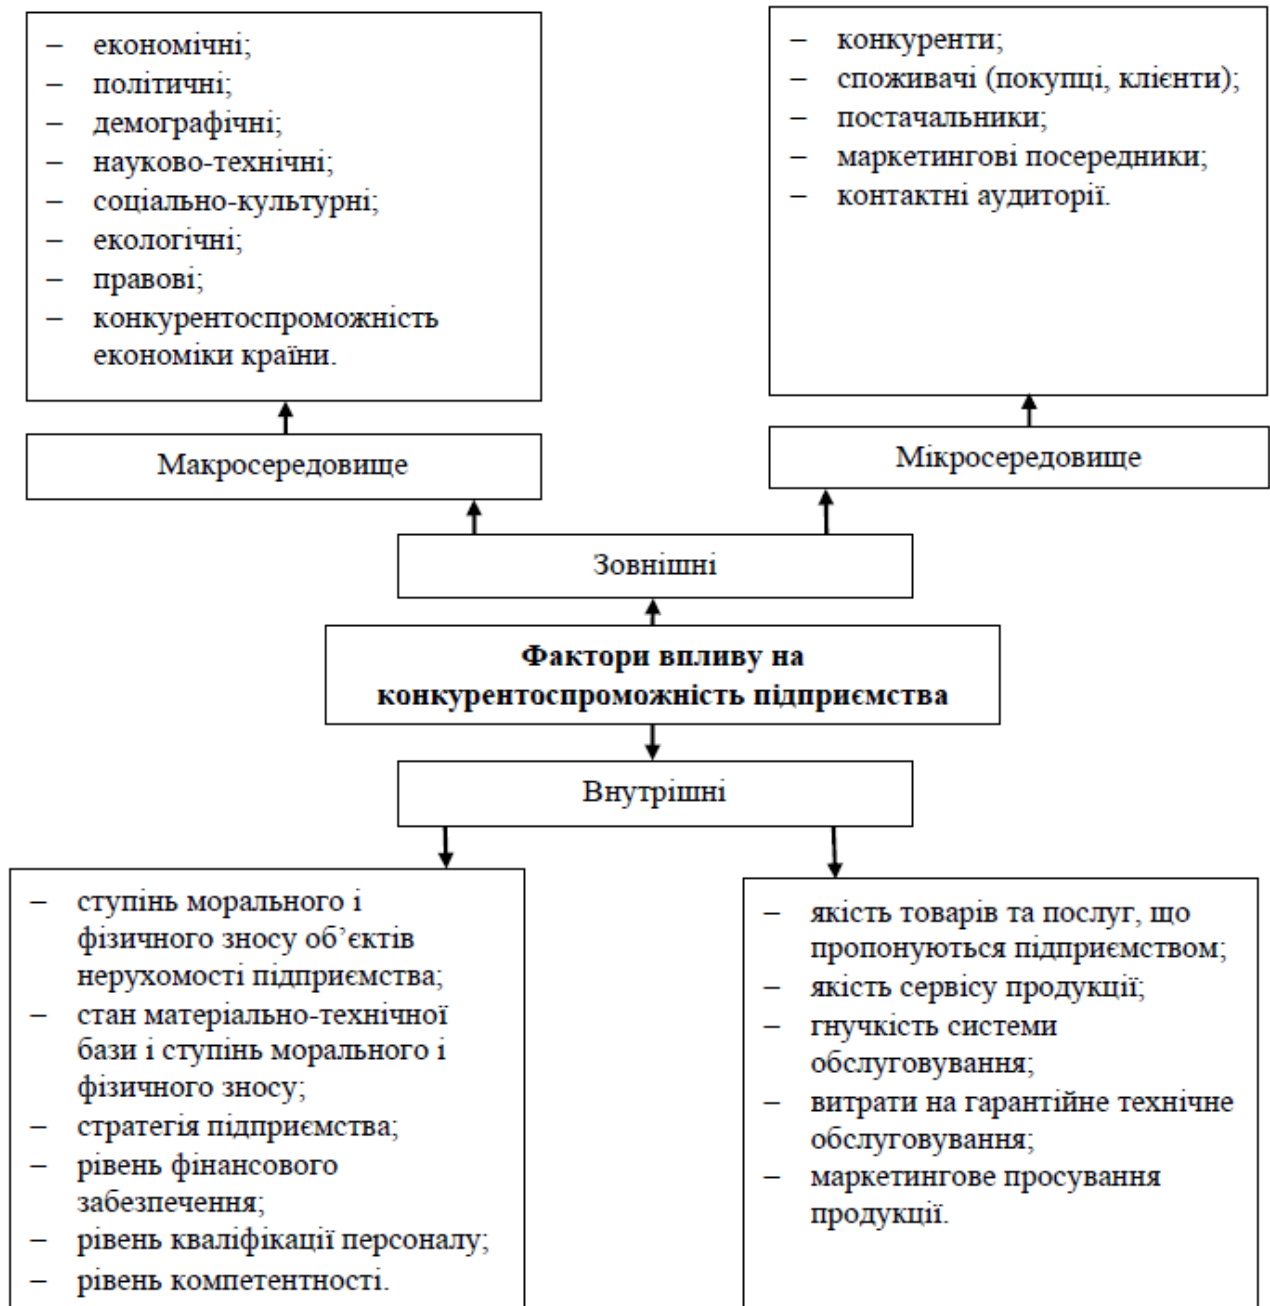 – економічні;
– політичні;
– демографічні;
– науково-технічні;
– соціально-культурні;
– екологічні;
– правові;
– конкурентоспроможність
економіки країни.
– конкуренти;
– споживачі (покупці, клієнти);
– постачальники;
– маркетингові посередники;
– контактні аудиторії.
Макросередовище
Мікросередовище
Зовнішні
Фактори впливу на
конкурентоспроможність підприємства
Внутрішні
– ступінь морального і
фізичного зносу об’єктів
нерухомості підприємства;
– стан матеріально-технічної
бази і ступінь морального і
фізичного зносу;
– стратегія підприємства;
– рівень фінансового
забезпечення;
– рівень кваліфікації персоналу;
– рівень компетентності.
– якість товарів та послуг, що
пропонуються підприємством;
– якість сервісу продукції;
– гнучкість системи
обслуговування;
– витрати на гарантійне технічне
обслуговування;
– маркетингове просування
продукції.